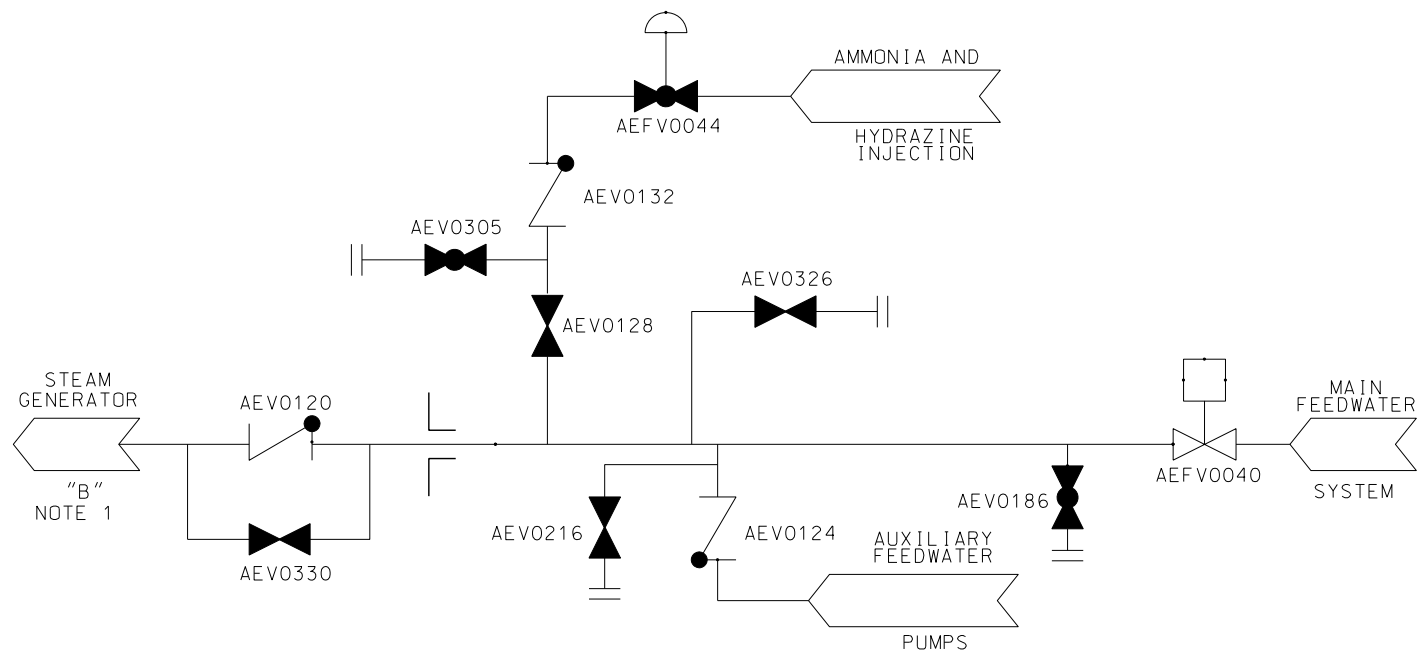 AMMONIA AND
HYDRAZINE
INJECTION
AEFV0044
AEV0132
AEV0305
AEV0326
AEV0128
STEAM
GENERATOR
"B"
NOTE 1
AEV0120
AEV0330
MAIN
FEEDWATER
SYSTEM
AEFV0040
AEV0186
AEV0216
AEV0124
AUXILIARY
FEEDWATER
PUMPS